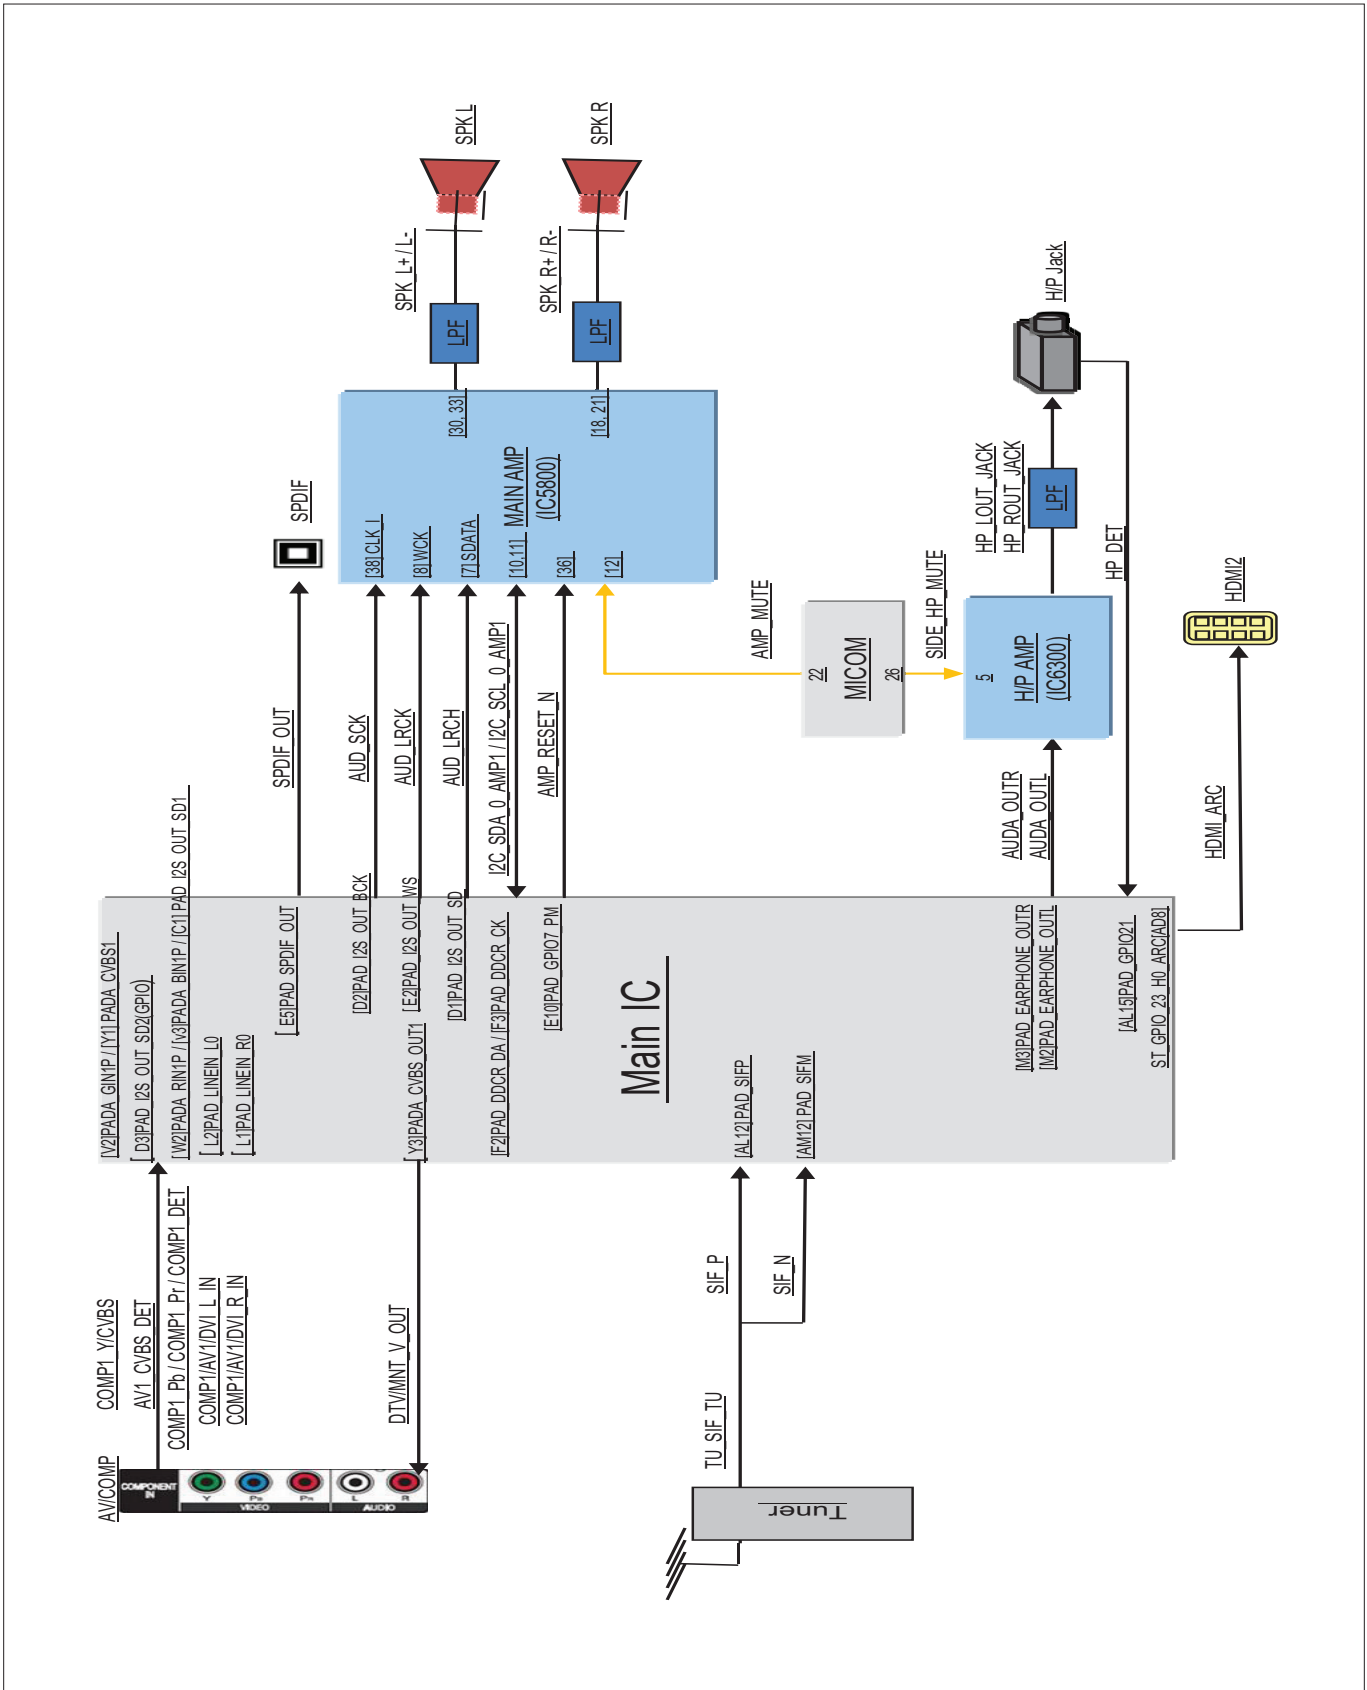 AV/COMP
COMPONENT
IN
Y
PB
PR
L
R
VIDEO
AUDIO
COMP1_Y/CVBS
AV1_CVBS_DET
COMP1_Pb / COMP1_Pr / COMP1_DET
COMP1/AV1/DVI_L_IN
COMP1/AV1/DVI_R_IN
DTV/MNT_V_OUT
TU_SIF_TU
SIF_P
SIF_N
Tuner
[V2]PADA_GIN1P / [Y1]PADA_CVBS1
[ D3]PAD_I2S_OUT_SD2(GPIO)
[W2]PADA_RIN1P / [v3]PADA_BIN1P / [C1]PAD_I2S_OUT_SD1
[ L2]PAD_LINEIN_L0
[ L1]PAD_LINEIN_R0
[ E5]PAD_SPDIF_OUT
[D2]PAD_I2S_OUT_BCK
[E2]PAD_I2S_OUT_WS
[ Y3]PADA_CVBS_OUT1
[D1]PAD_I2S_OUT_SD
[F2]PAD_DDCR_DA / [F3]PAD_DDCR_CK
[E10]PAD_GPIO7_PM
Main IC
[AL12]PAD_SIFP
[AM12]PAD_SIFM
[M3]PAD_EARPHONE_OUTR
[M2]PAD_EARPHONE_OUTL
[AL15]PAD_GPIO21
ST_GPIO_23_H0_ARC[AD8]
SPDIF_OUT
AUD_SCK
AUD_LRCK
AUD_LRCH
I2C_SDA_0_AMP1 / I2C_SCL_0_AMP1
AMP_RESET_N
AMP_MUTE
SIDE_HP_MUTE
AUDA_OUTR
AUDA_OUTL
HP_DET
HDMI_ARC
SPDIF
[38]CLK_I
[8]WCK
[7]SDATA
[10,11]
[36]
[12]
MAIN AMP
(IC5800)
[30, 33]
[18, 21]
LPF
LPF
SPK_L+ / L-
SPK_R+ / R-
SPK L
SPK R
22
MICOM
26
5
H/P AMP
(IC6300)
HP_LOUT_JACK
HP_ROUT_JACK
LPF
H/P Jack
HDMI2